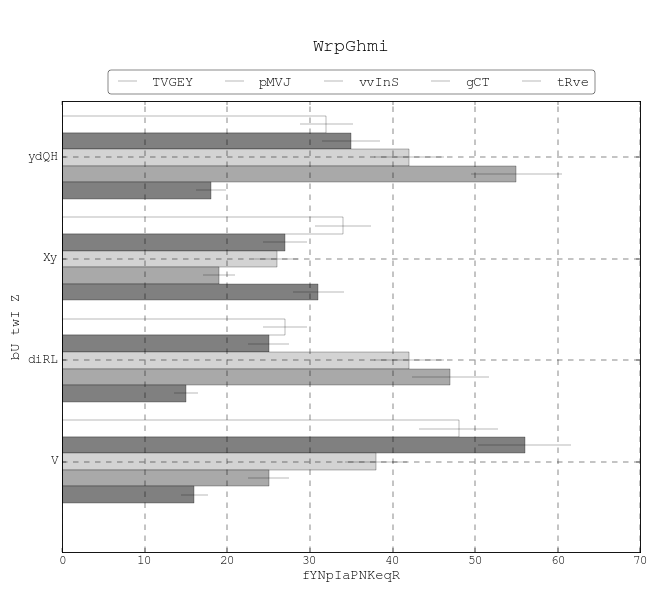 WrpGhmi
TVGEY pMVJ vvInS gCT tRve
ydQH
Xy
diRL
V
bU twI Z
0 10 20 30 40 50 60 70
fYNpIaPNKeqR